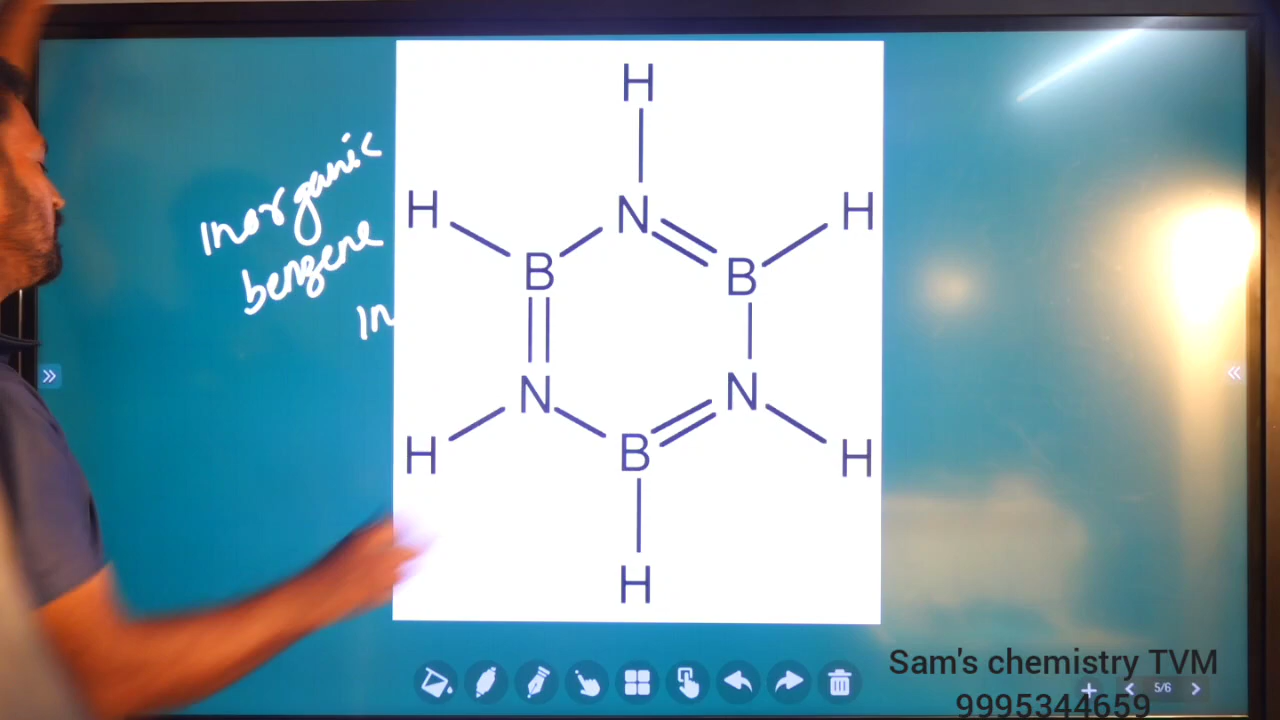 H
H N H
B B
N N
H B H
H
Inorganic
benzene
In
Sam's chemistry TVM
9995344659
5/6